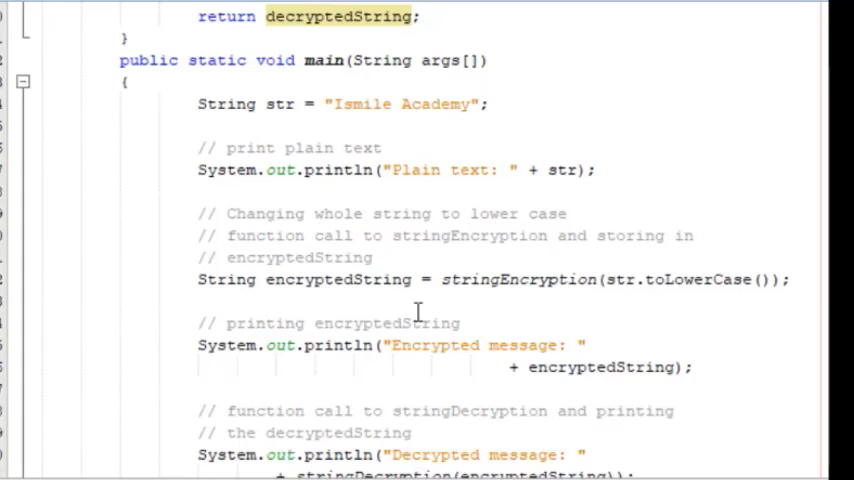 return decryptedString;
}
public static void main(String args[])
{
String str = "Ismile Academy";
// print plain text
System.out.println("Plain text: " + str);
// Changing whole string to lower case
// function call to stringEncryption and storing in
// encryptedString
String encryptedString = stringEncryption(str.toLowerCase());
// printing encryptedString
System.out.println("Encrypted message: "
+ encryptedString);
// function call to stringDecryption and printing
// the decryptedString
System.out.println("Decrypted message: "
+ stringDecryption(encryptedString));